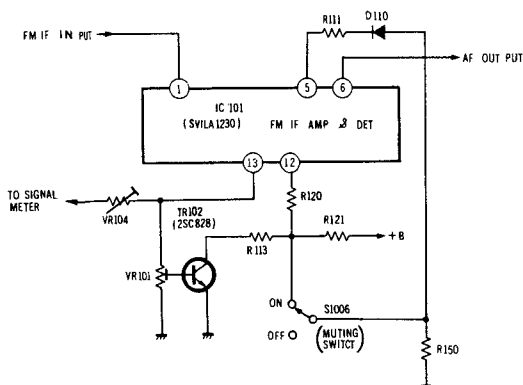 R111
D110
FM IF IN PUT
AF OUT PUT
1
5
6
IC 101
(SVILA1230)
FM IF AMP & DET
13
12
TO SIGNAL
METER
VR104
TR102
(2SC828)
R120
R121
+B
R113
VR101
ON
S1006
OFF
(MUTING
SWITCT)
R150